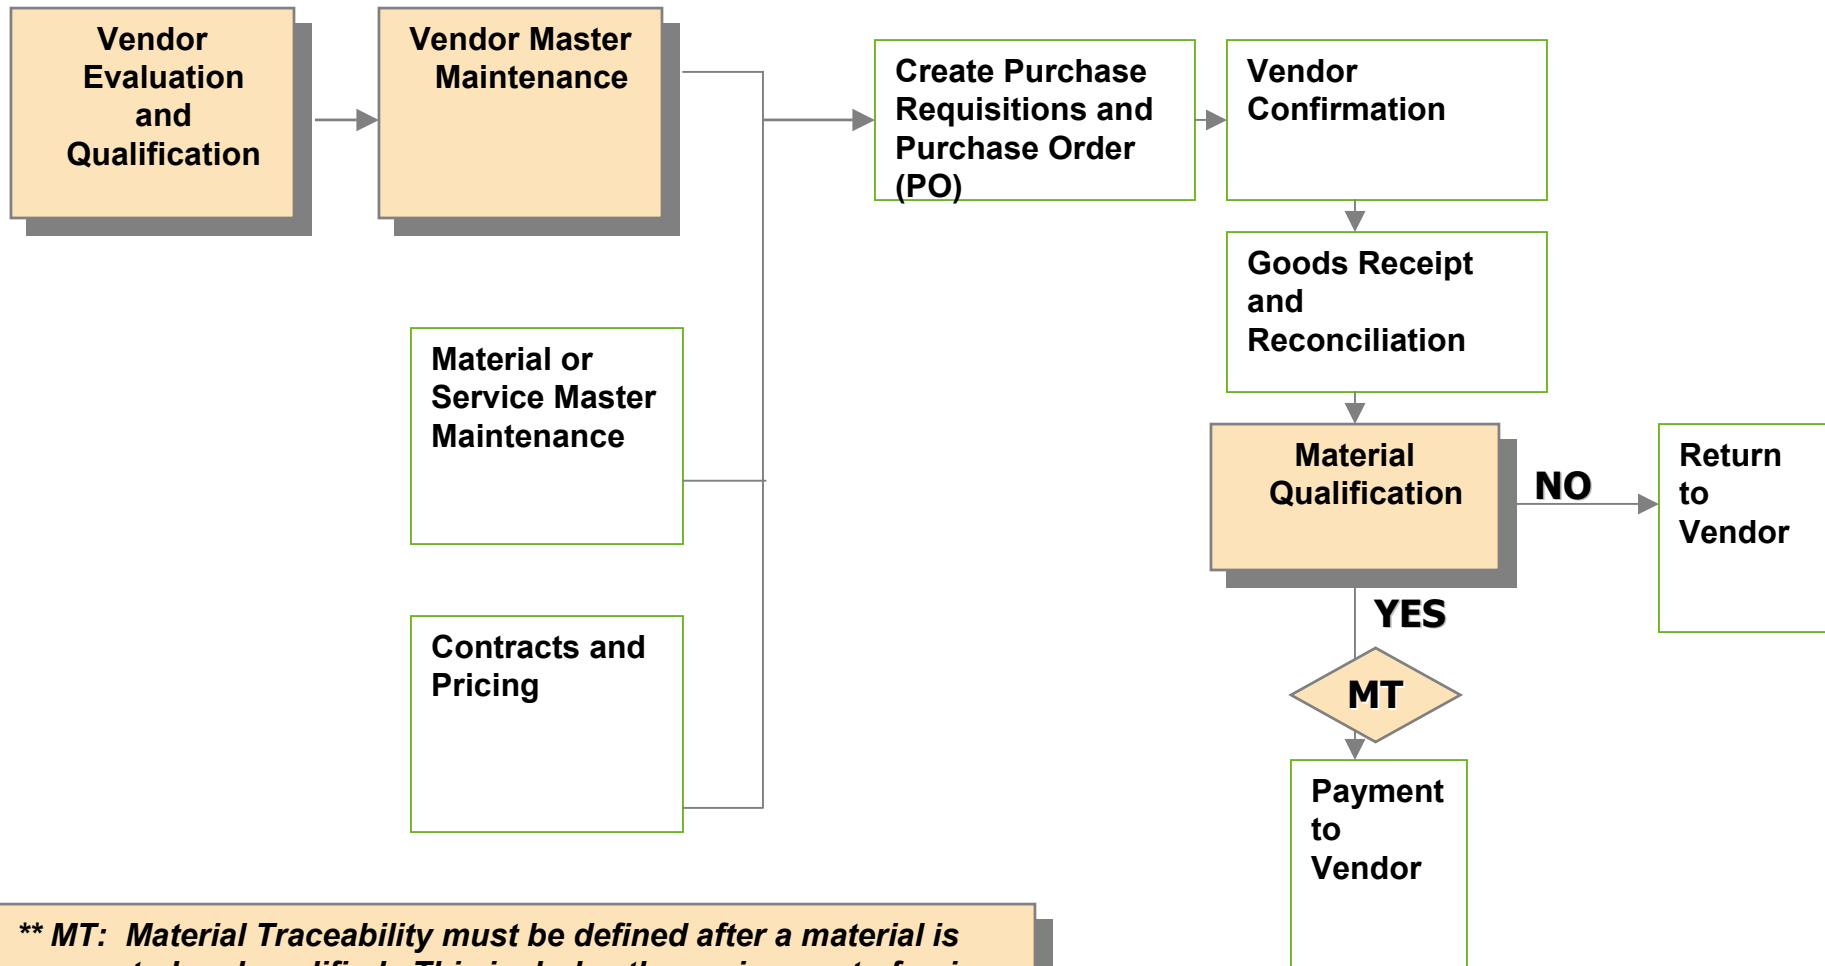 Vendor
Evaluation
and
Qualification
Vendor Master
Maintenance
Create Purchase
Requisitions and
Purchase Order
(PO)
Vendor
Confirmation
Goods Receipt
and
Reconciliation
Material or
Service Master
Maintenance
Material
Qualification
NO
Return
to
Vendor
YES
Contracts and
Pricing
MT
Payment
to
Vendor
** MT: Material Traceability must be defined after a material is